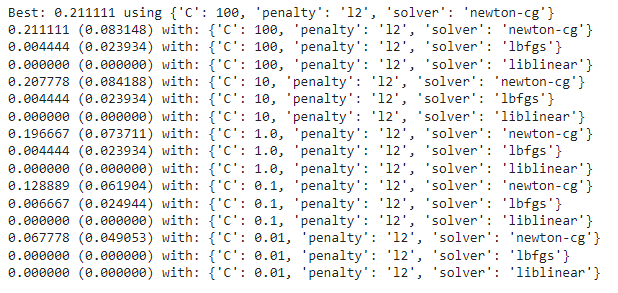 Best: 0.211111 using {'C': 100, 'penalty': 'l2', 'solver': 'newton-cg'}
0.211111 (0.083148) with: {'C': 100, 'penalty': 'l2', 'solver': 'newton-cg'}
0.004444 (0.023934) with: {'C': 100, 'penalty': 'l2', 'solver': 'lbfgs'}
0.000000 (0.000000) with: {'C': 100, 'penalty': 'l2', 'solver': 'liblinear'}
0.207778 (0.084188) with: {'C': 10, 'penalty': 'l2', 'solver': 'newton-cg'}
0.004444 (0.023934) with: {'C': 10, 'penalty': 'l2', 'solver': 'lbfgs'}
0.000000 (0.000000) with: {'C': 10, 'penalty': 'l2', 'solver': 'liblinear'}
0.196667 (0.073711) with: {'C': 1.0, 'penalty': 'l2', 'solver': 'newton-cg'}
0.004444 (0.023934) with: {'C': 1.0, 'penalty': 'l2', 'solver': 'lbfgs'}
0.000000 (0.000000) with: {'C': 1.0, 'penalty': 'l2', 'solver': 'liblinear'}
0.128889 (0.061904) with: {'C': 0.1, 'penalty': 'l2', 'solver': 'newton-cg'}
0.006667 (0.024944) with: {'C': 0.1, 'penalty': 'l2', 'solver': 'lbfgs'}
0.000000 (0.000000) with: {'C': 0.1, 'penalty': 'l2', 'solver': 'liblinear'}
0.067778 (0.049053) with: {'C': 0.01, 'penalty': 'l2', 'solver': 'newton-cg'}
0.000000 (0.000000) with: {'C': 0.01, 'penalty': 'l2', 'solver': 'lbfgs'}
0.000000 (0.000000) with: {'C': 0.01, 'penalty': 'l2', 'solver': 'liblinear'}